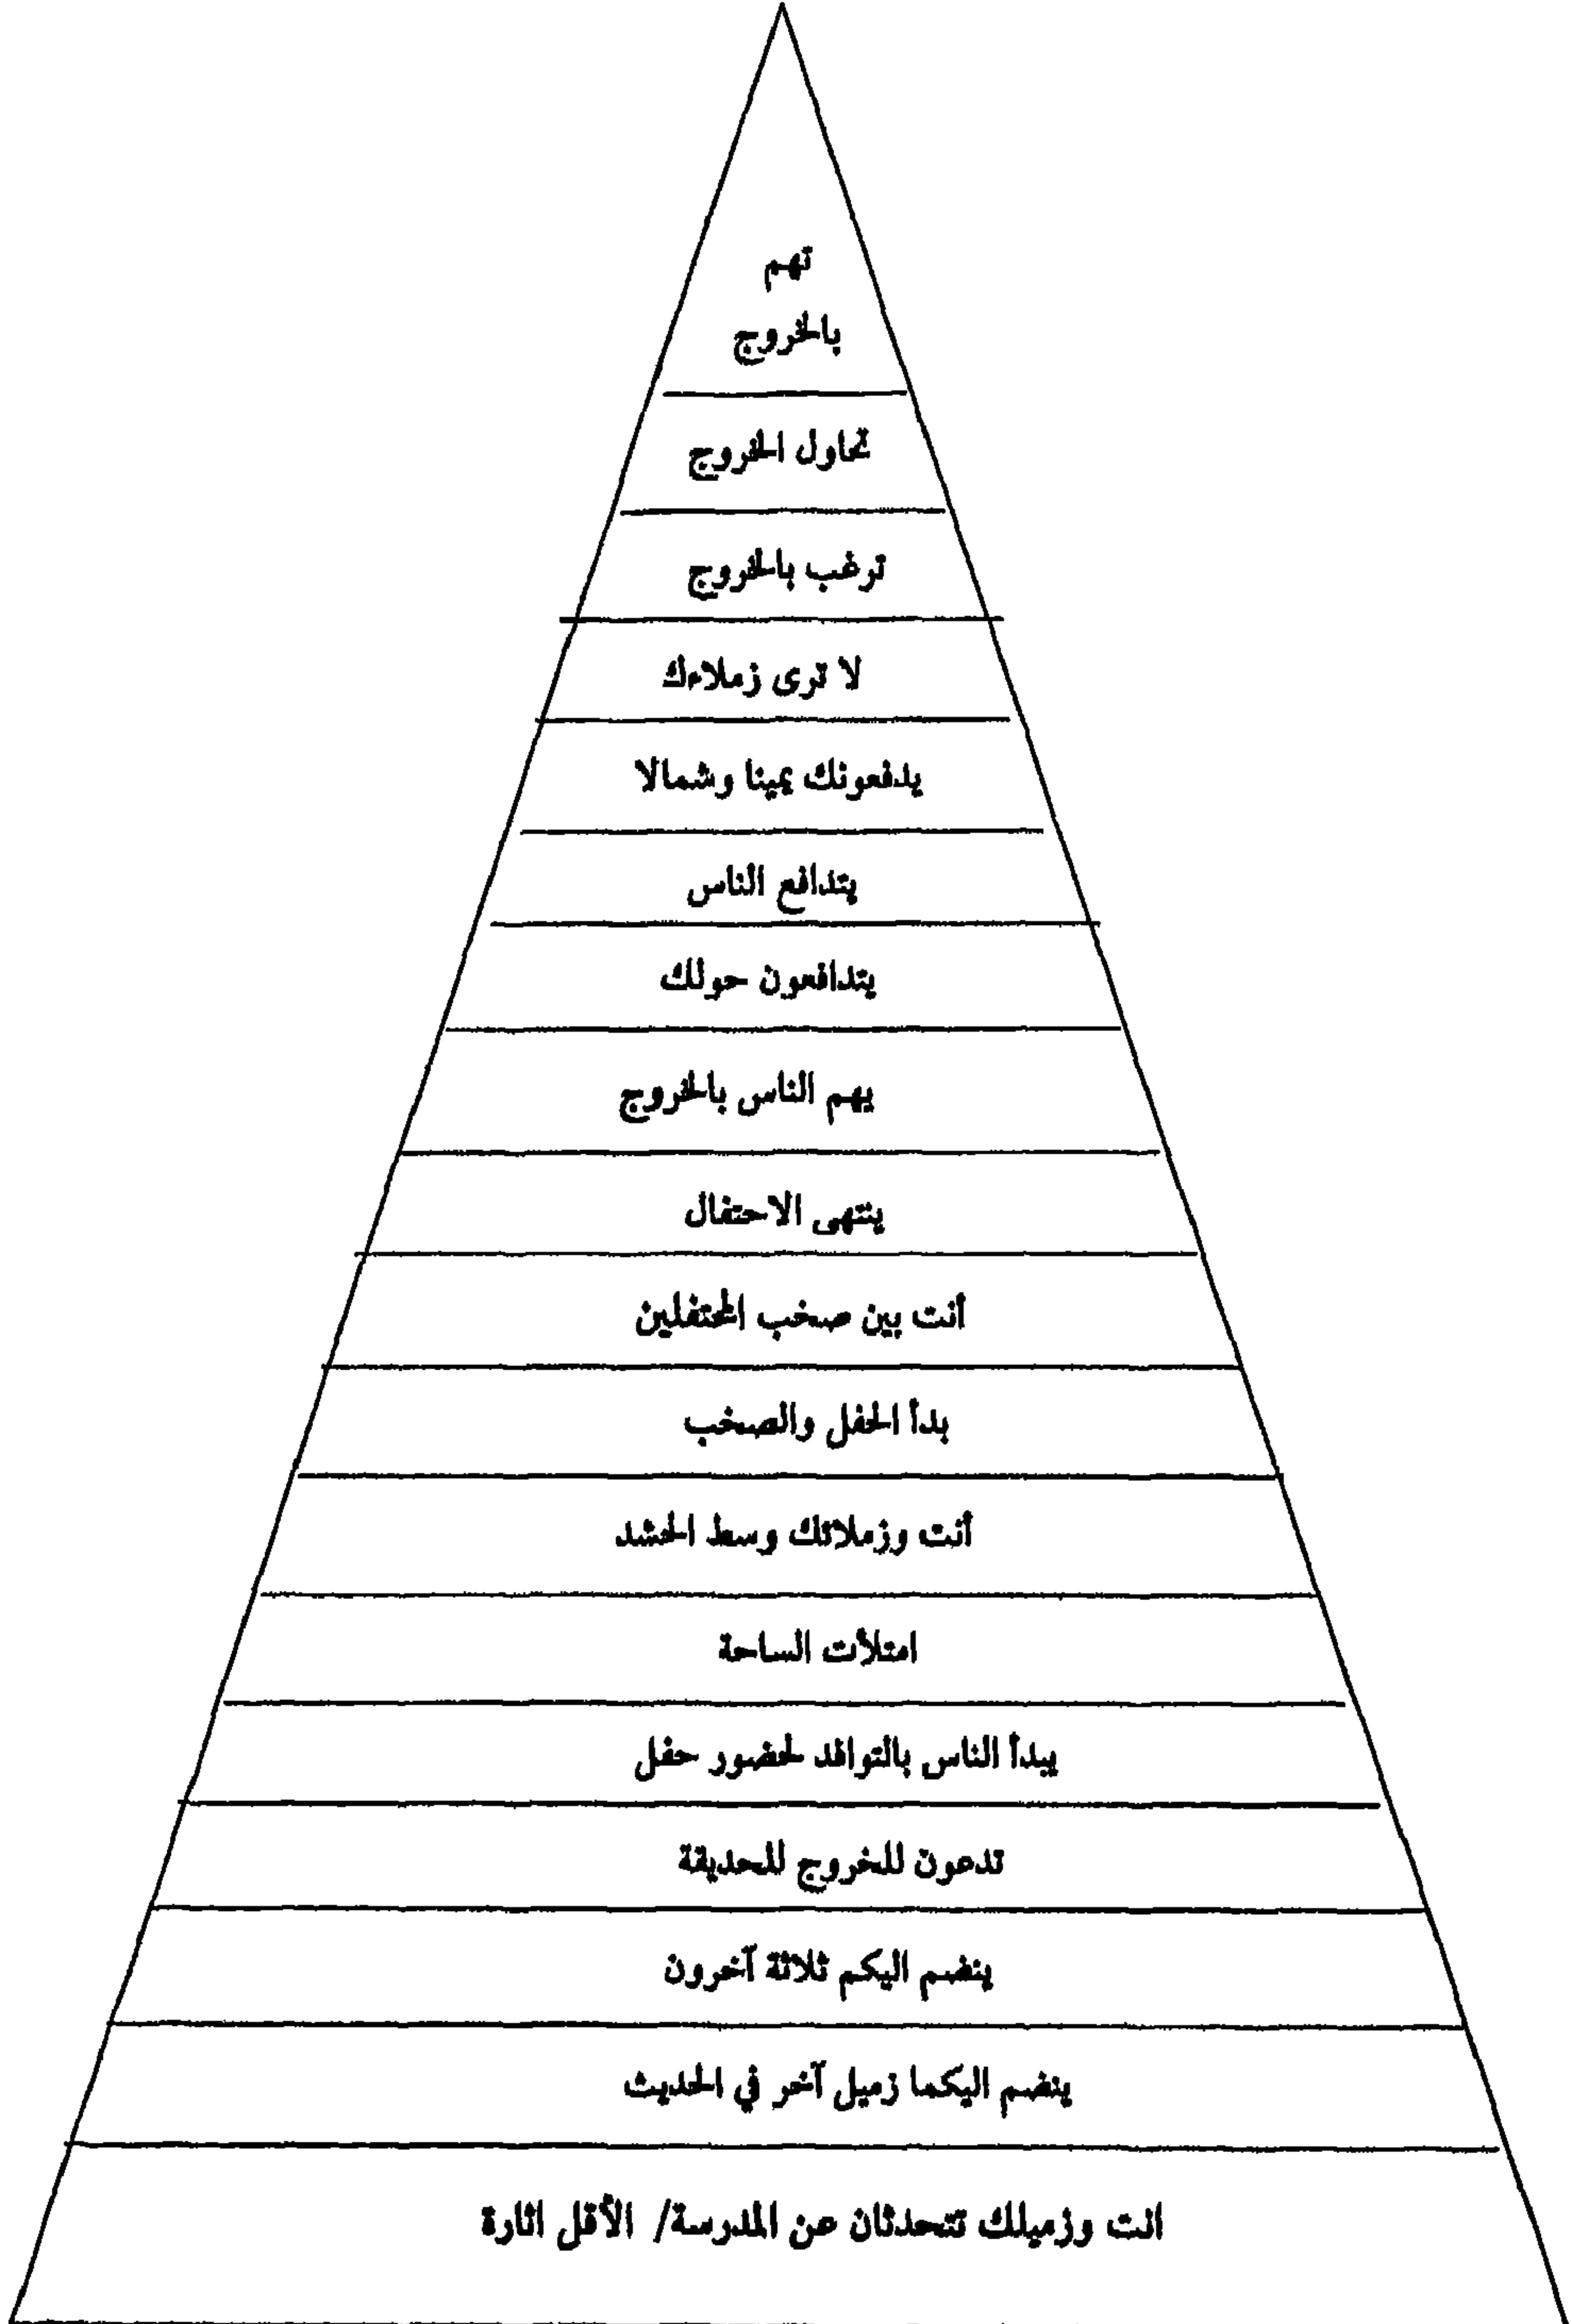 تهم
بالخروج
تحاول الخروج
ترغب بالخروج
لا ترى زملاءك
يدفعونك يمينا وشمالا
يتدافع الناس
يتدافعون حولك
يهم الناس بالخروج
ينتهى الاحتفال
أنت بين صخب المحتفلين
بدأ الحفل والصخب
أنت وزملائك وسط الحشد
امتلأت الساحة
يبدأ الناس بالتوافد لحضور حفل
تدعون للخروج للحديقة
ينضم اليكم ثلاثة آخرون
ينضم اليكما زميل آخر في الحديث
انت وزميلك تتحدثان عن المدرسة/ الأقل اثارة